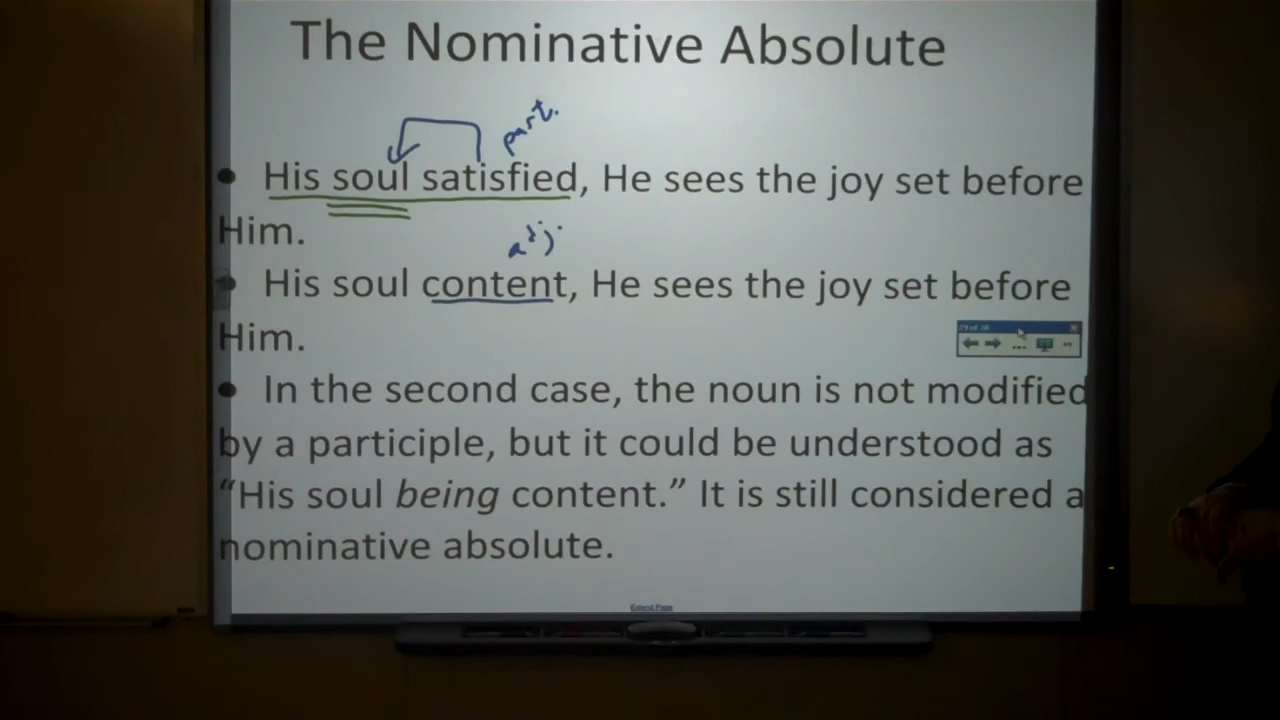 The Nominative Absolute
part.
• His soul satisfied, He sees the joy set before
Him.
adj.
• His soul content, He sees the joy set before
Him.
• In the second case, the noun is not modified
by a participle, but it could be understood as
“His soul being content.” It is still considered a
nominative absolute.
Extend Page